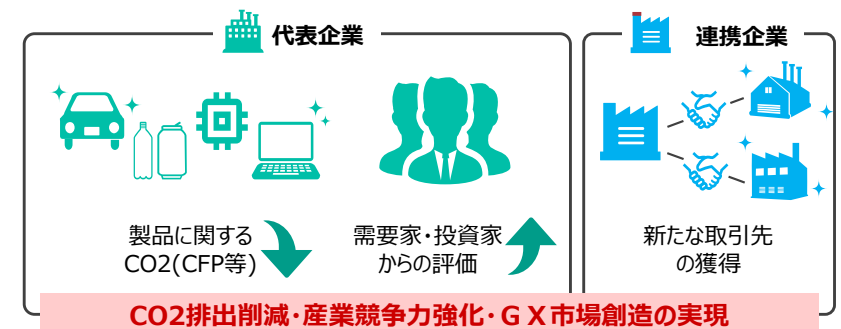 代表企業
連携企業
製品に関する
CO2(CFP等)
需要家・投資家
からの評価
新たな取引先
の獲得
CO2排出削減・産業競争力強化・ＧＸ市場創造の実現